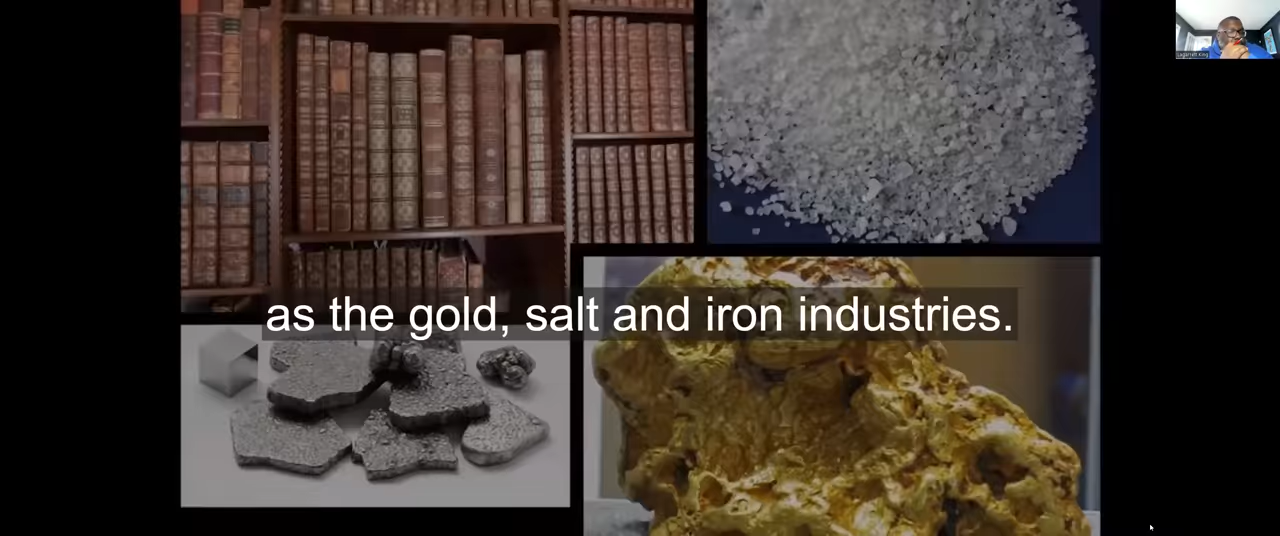 as the gold, salt and iron industries.